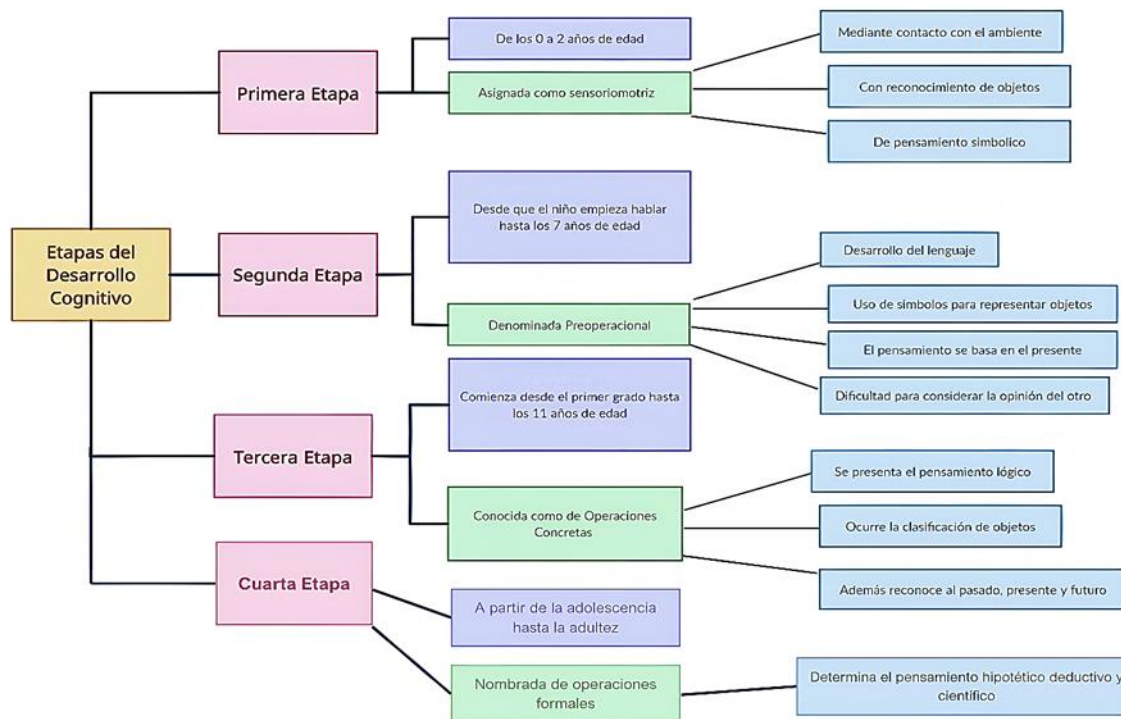 Etapas del
Desarrollo
Cognitivo
Primera Etapa
De los 0 a 2 años de edad
Asignada como sensoriomotriz
Mediante contacto con el ambiente
Con reconocimiento de objetos
De pensamiento simbolico
Segunda Etapa
Desde que el niño empieza hablar
hasta los 7 años de edad
Denominada Preoperacional
Desarrollo del lenguaje
Uso de simbolos para representar objetos
El pensamiento se basa en el presente
Dificultad para considerar la opinión del otro
Tercera Etapa
Comienza desde el primer grado hasta
los 11 años de edad
Conocida como de Operaciones
Concretas
Se presenta el pensamiento lógico
Ocurre la clasificación de objetos
Además reconoce al pasado, presente y futuro
Cuarta Etapa
A partir de la adolescencia
hasta la adultez
Nombrada de operaciones
formales
Determina el pensamiento hipotético deductivo y
científico